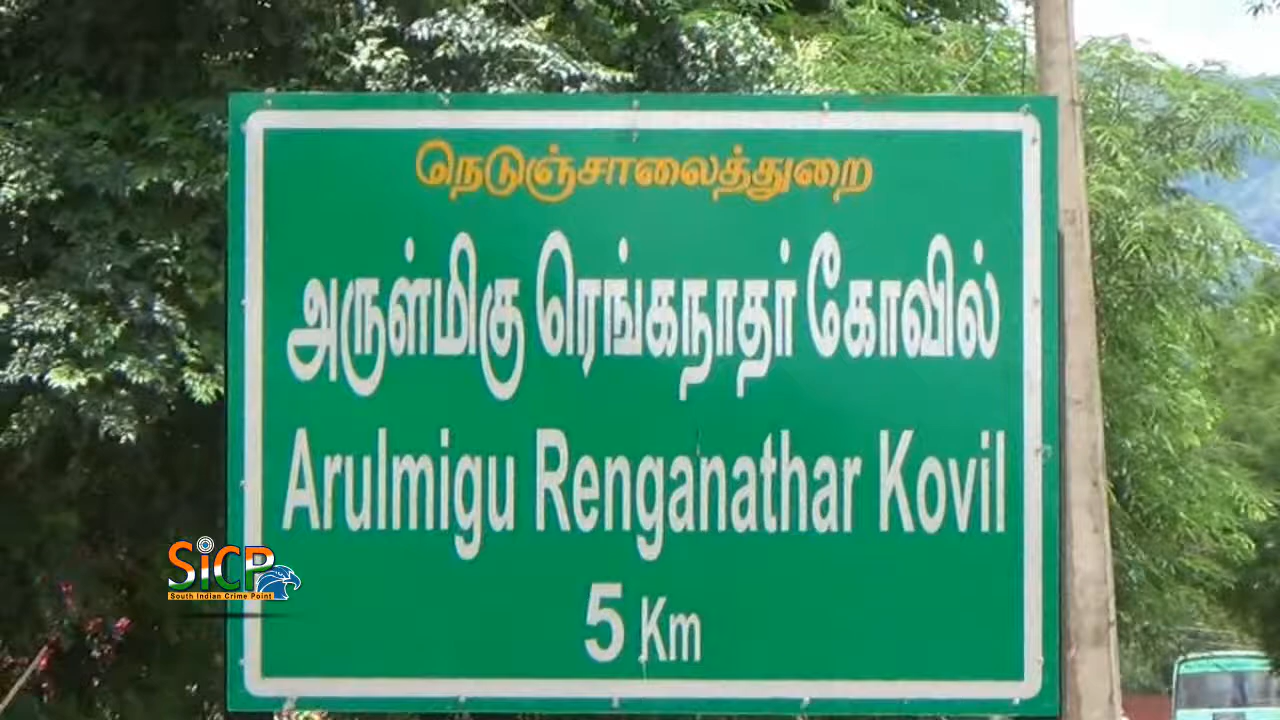 நெடுஞ்சாலைத்துறை
அருள்மிகு ரெங்கநாதர் கோவில்
Arulmigu Renganathar Kovil
5 Km
SiCP
South Indian Crime Point